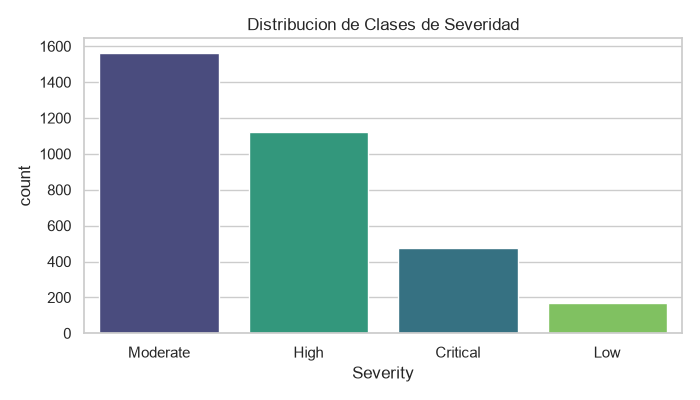 Distribucion de Clases de Severidad
1600
1400
1200
1000
800
600
400
200
0
count
Moderate High Critical Low
Severity